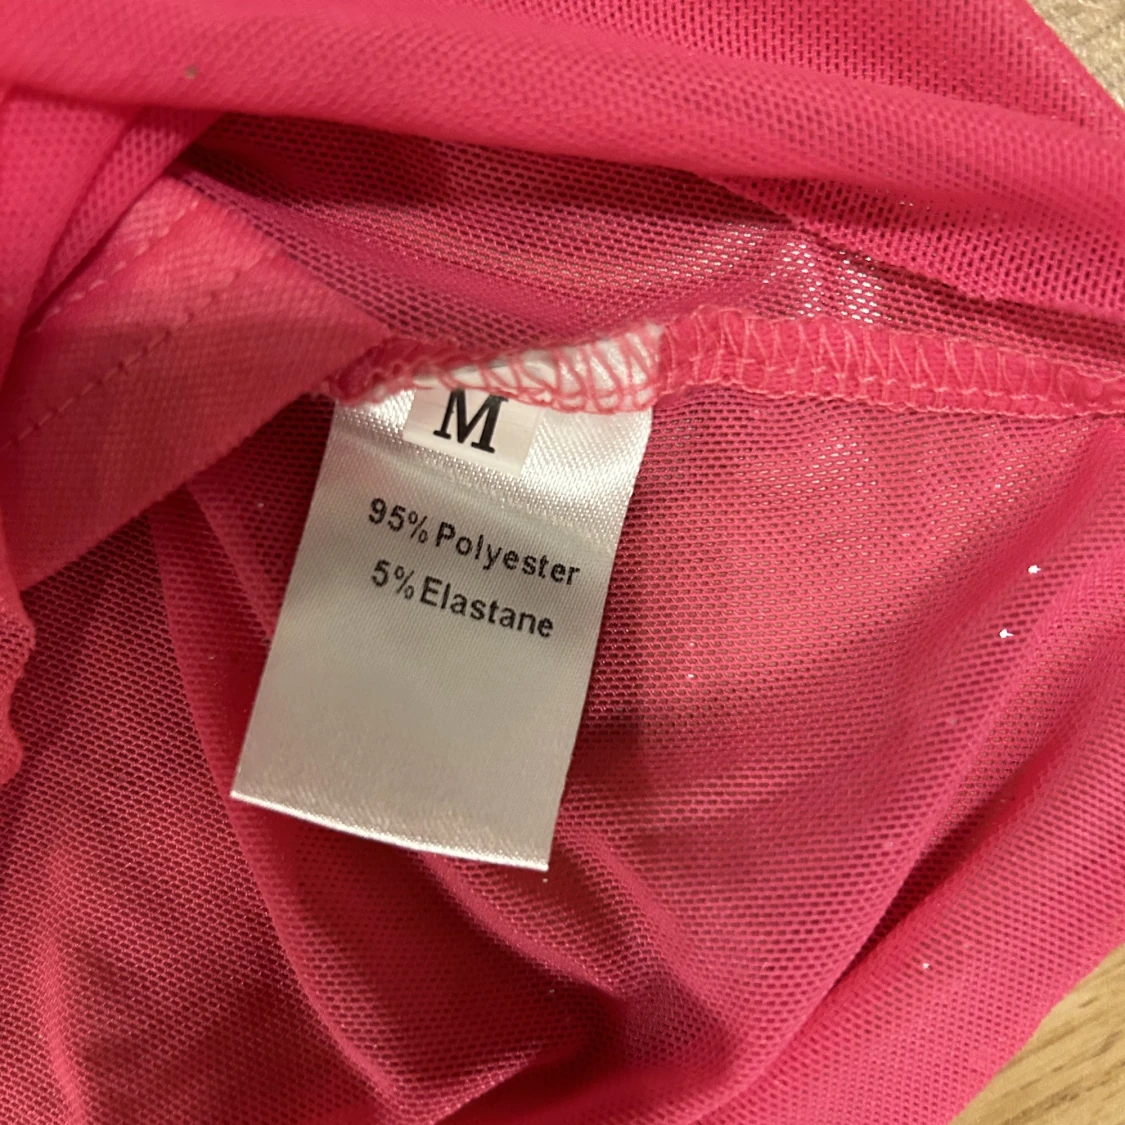 M
95% Polyester
5% Elastane